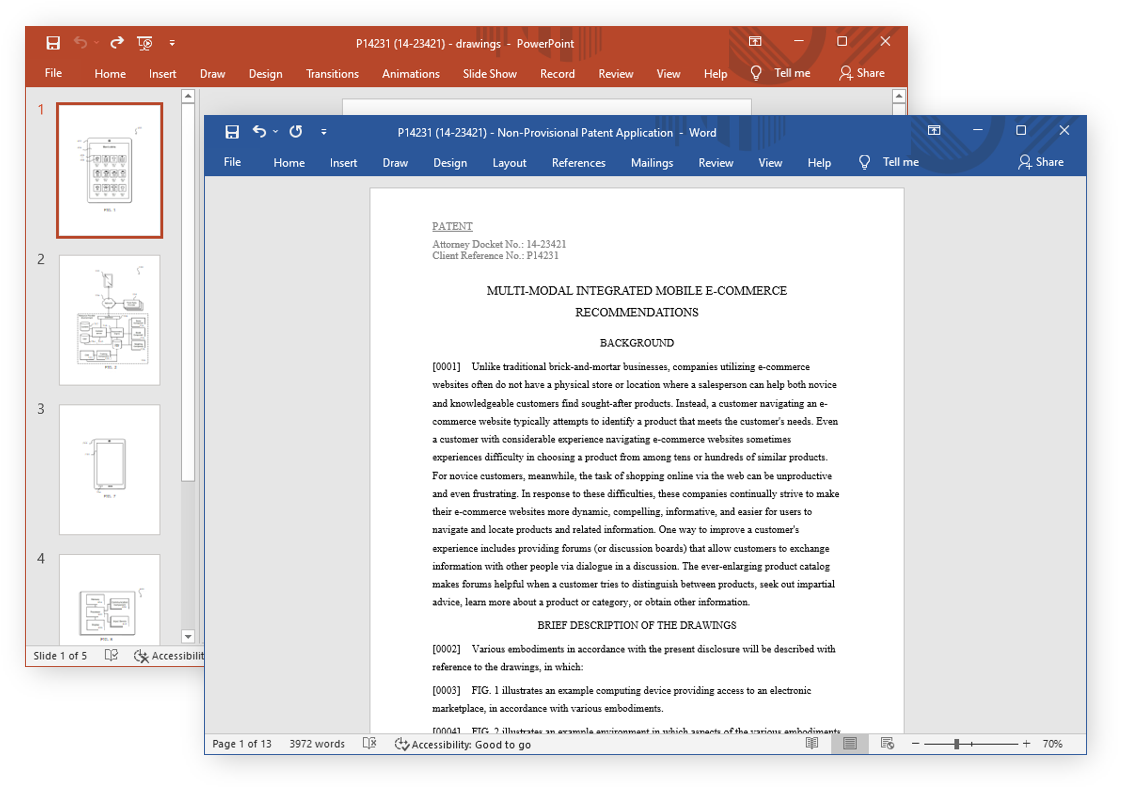 P14231 (14-23421) - drawings - PowerPoint
File Home Insert Draw Design Transitions Animations Slide Show Record Review View Help Tell me Share
1
FIG. 1
2
FIG. 2
3
4
Slide 1 of 5 Accessibilit
P14231 (14-23421) - Non-Provisional Patent Application - Word
File Home Insert Draw Design Layout References Mailings Review View Help Tell me Share
PATENT
Attorney Docket No.: 14-23421
Client Reference No.: P14231
MULTI-MODAL INTEGRATED MOBILE E-COMMERCE
RECOMMENDATIONS
BACKGROUND
[0001] Unlike traditional brick-and-mortar businesses, companies utilizing e-commerce
websites often do not have a physical store or location where a salesperson can help both novice
and knowledgeable customers find sought-after products. Instead, a customer navigating an e-
commerce website typically attempts to identify a product that meets the customer's needs. Even
a customer with considerable experience navigating e-commerce websites sometimes
experiences difficulty in choosing a product from among tens or hundreds of similar products.
For novice customers, meanwhile, the task of shopping online via the web can be unproductive
and even frustrating. In response to these difficulties, these companies continually strive to make
their e-commerce websites more dynamic, compelling, informative, and easier for users to
navigate and locate products and related information. One way to improve a customer's
experience includes providing forums (or discussion boards) that allow customers to exchange
information with other people via dialogue in a discussion. The ever-enlarging product catalog
makes forums helpful when a customer tries to distinguish between products, seek out impartial
advice, learn more about a product or category, or obtain other information.
BRIEF DESCRIPTION OF THE DRAWINGS
[0002] Various embodiments in accordance with the present disclosure will be described with
reference to the drawings, in which:
[0003] FIG. 1 illustrates an example computing device providing access to an electronic
marketplace, in accordance with various embodiments.
[0004] FIG. 2 illustrates an example environment in which aspects of the various embodiments
Page 1 of 13 3972 words Accessibility: Good to go 70%